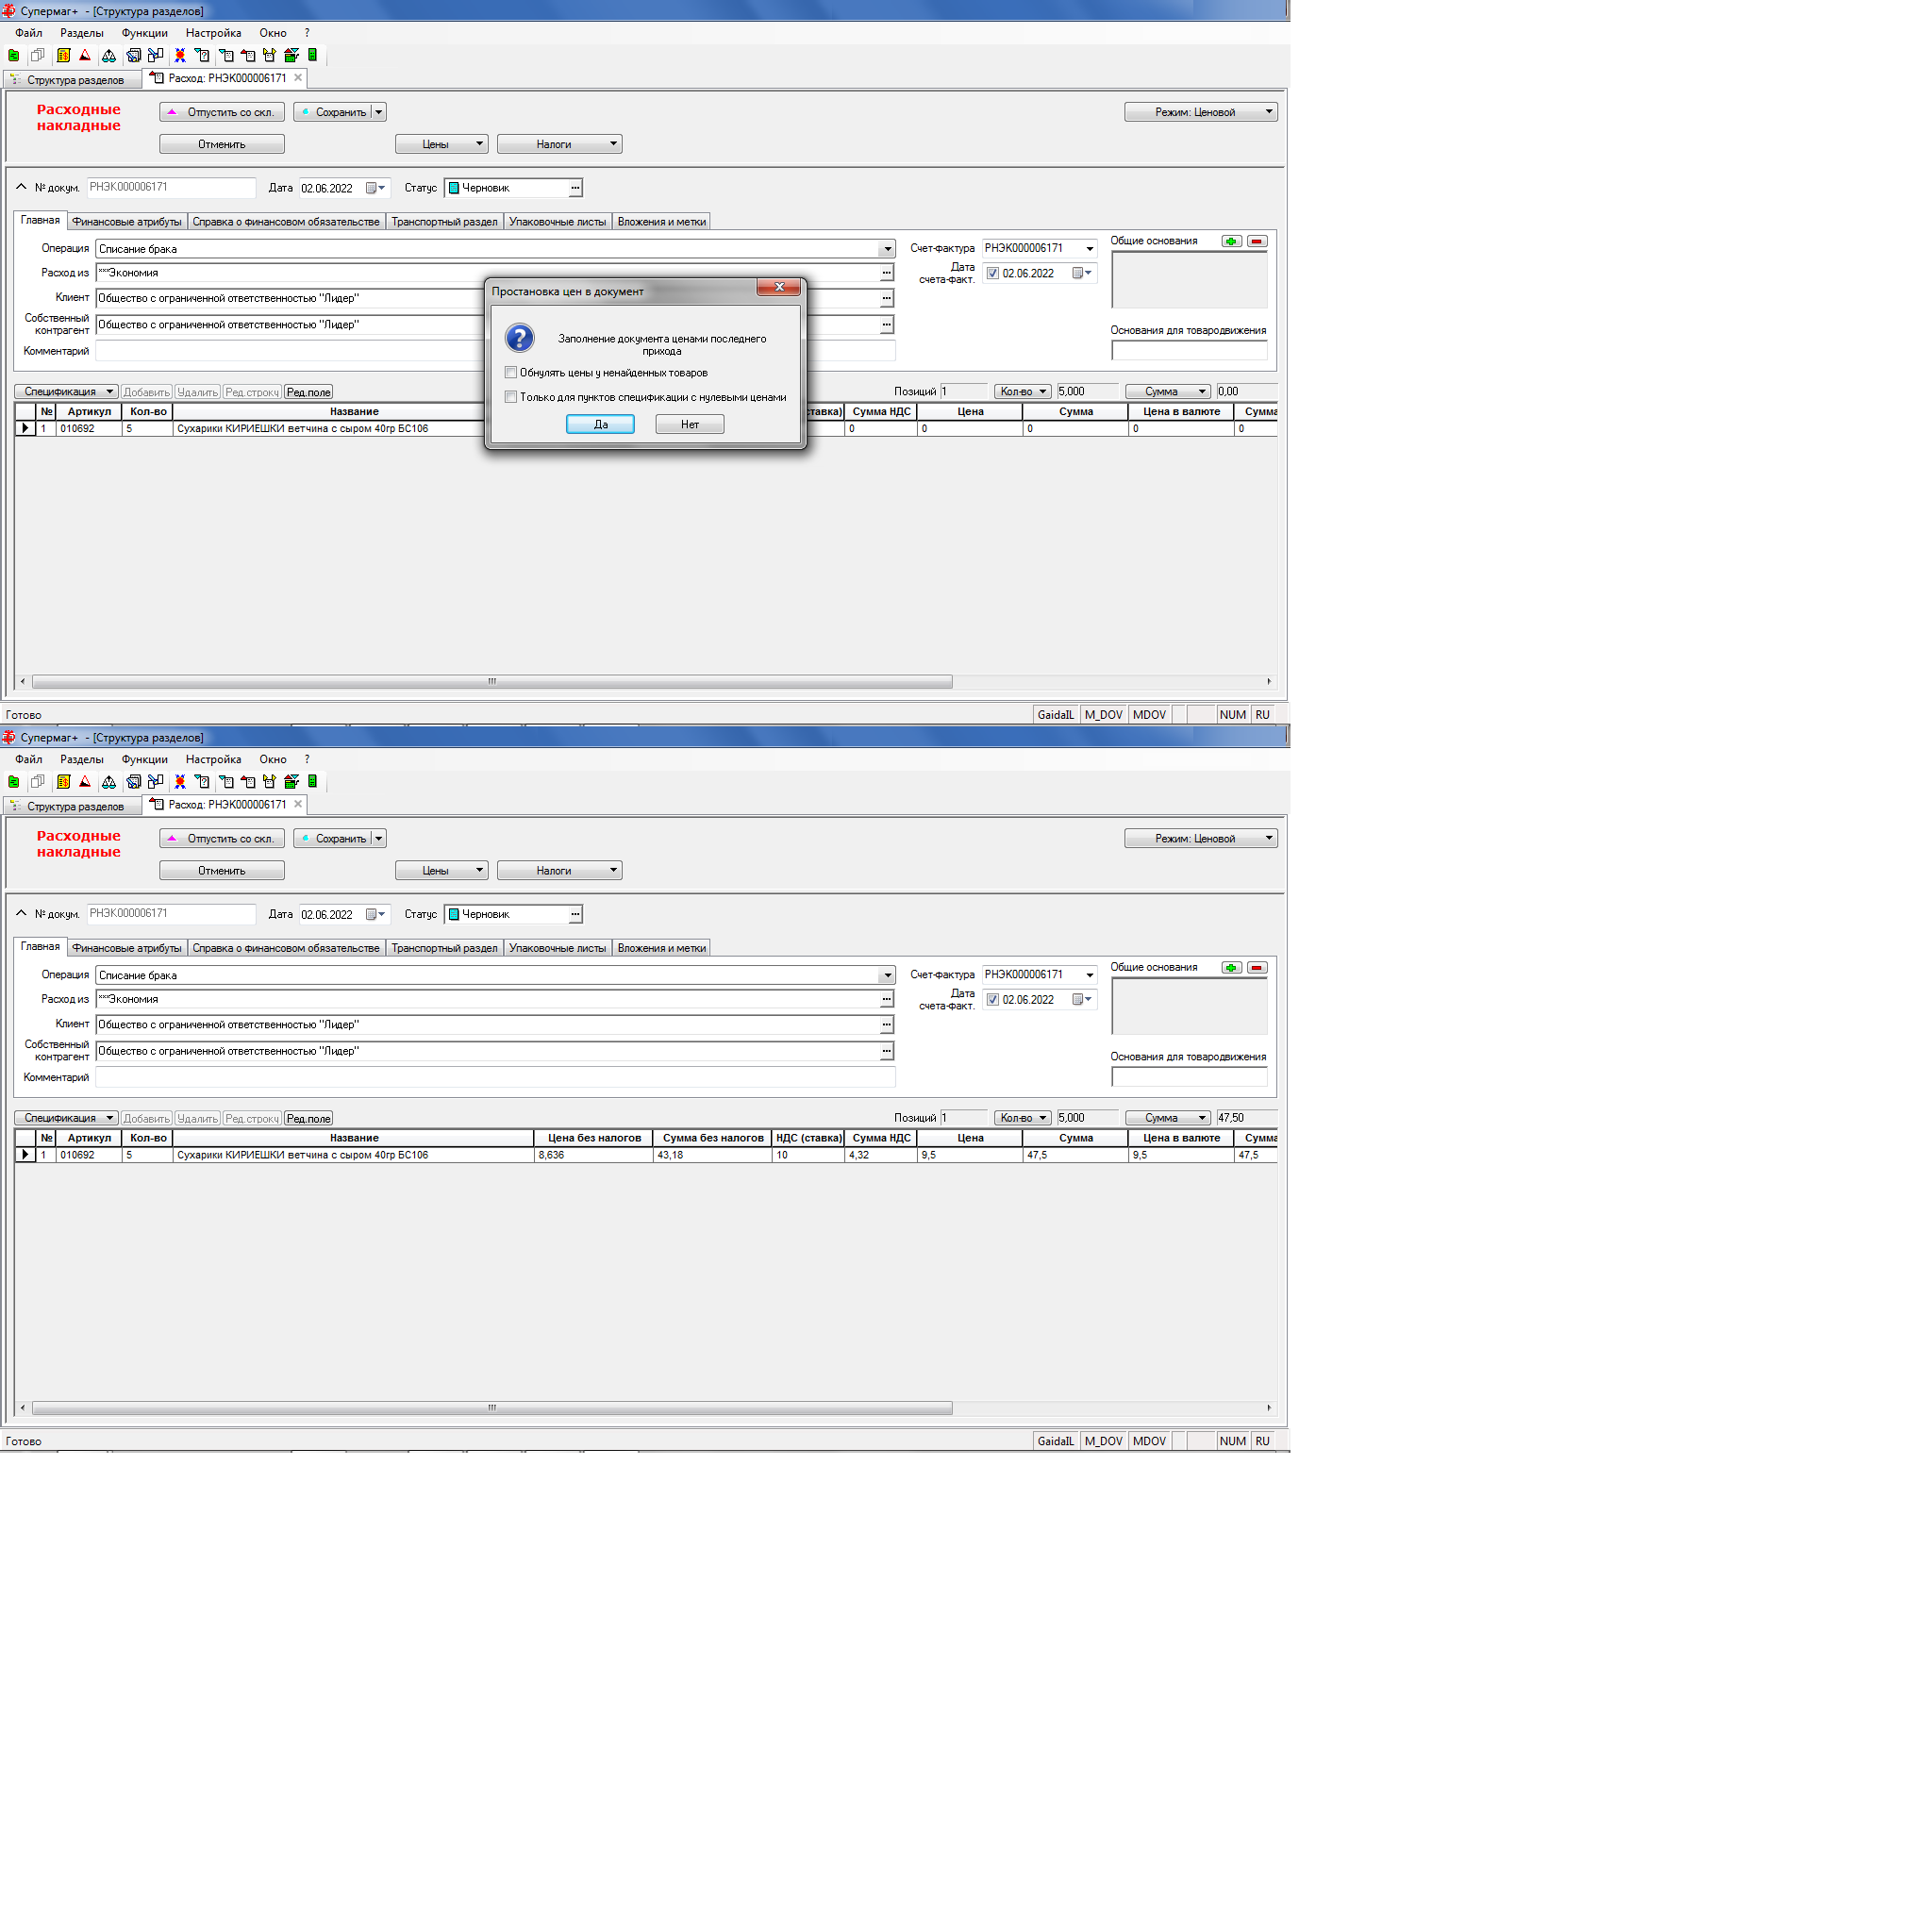 Супермаг+ - [Структура разделов]
Файл Разделы Функции Настройка Окно ?
Структура разделов Расход: РНЭК000006171
Расходные накладные
Отпустить со скл. Сохранить Режим: Ценовой
Отменить Цены Налоги
№ докум. РНЭК000006171 Дата 02.06.2022 Статус Черновик
Главная Финансовые атрибуты Справка о финансовом обязательстве Транспортный раздел Упаковочные листы Вложения и метки
Операция Списание брака Счет-фактура РНЭК000006171 Общие основания
Расход из ***Экономия Дата счета-факт. 02.06.2022
Клиент Общество с ограниченной ответственностью "Лидер"
Собственный контрагент Общество с ограниченной ответственностью "Лидер" Основания для товародвижения
Комментарий
Простановка цен в документ
Заполнение документа ценами последнего
прихода
Обнулять цены у ненайденных товаров
Только для пунктов спецификации с нулевыми ценами
Да Нет
Спецификация Добавить Удалить Ред.строку Ред.поле Позиций 1 Кол-во 5,000 Сумма 0,00
№ Артикул Кол-во Название ставка) Сумма НДС Цена Сумма Цена в валюте Сумма
1 010692 5 Сухарики КИРИЕШКИ ветчина с сыром 40гр БС106 0 0 0 0 0
Готово GaidaIL M_DOV MDOV NUM RU
Супермаг+ - [Структура разделов]
Файл Разделы Функции Настройка Окно ?
Структура разделов Расход: РНЭК000006171
Расходные накладные
Отпустить со скл. Сохранить Режим: Ценовой
Отменить Цены Налоги
№ докум. РНЭК000006171 Дата 02.06.2022 Статус Черновик
Главная Финансовые атрибуты Справка о финансовом обязательстве Транспортный раздел Упаковочные листы Вложения и метки
Операция Списание брака Счет-фактура РНЭК000006171 Общие основания
Расход из ***Экономия Дата счета-факт. 02.06.2022
Клиент Общество с ограниченной ответственностью "Лидер"
Собственный контрагент Общество с ограниченной ответственностью "Лидер" Основания для товародвижения
Комментарий
Спецификация Добавить Удалить Ред.строку Ред.поле Позиций 1 Кол-во 5,000 Сумма 47,50
№ Артикул Кол-во Название Цена без налогов Сумма без налогов НДС (ставка) Сумма НДС Цена Сумма Цена в валюте Сумма
1 010692 5 Сухарики КИРИЕШКИ ветчина с сыром 40гр БС106 8,636 43,18 10 4,32 9,5 47,5 9,5 47,5
Готово GaidaIL M_DOV MDOV NUM RU